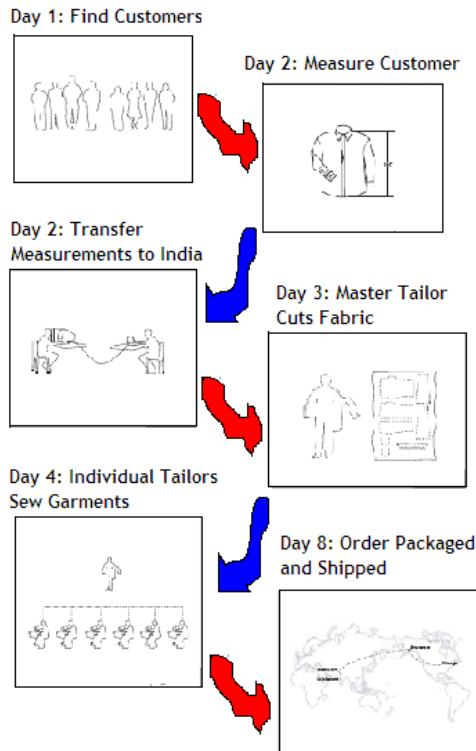 Day 1: Find Customers
Day 2: Measure Customer
Day 2: Transfer
Measurements to India
Day 3: Master Tailor
Cuts Fabric
Day 4: Individual Tailors
Sew Garments
Day 8: Order Packaged
and Shipped